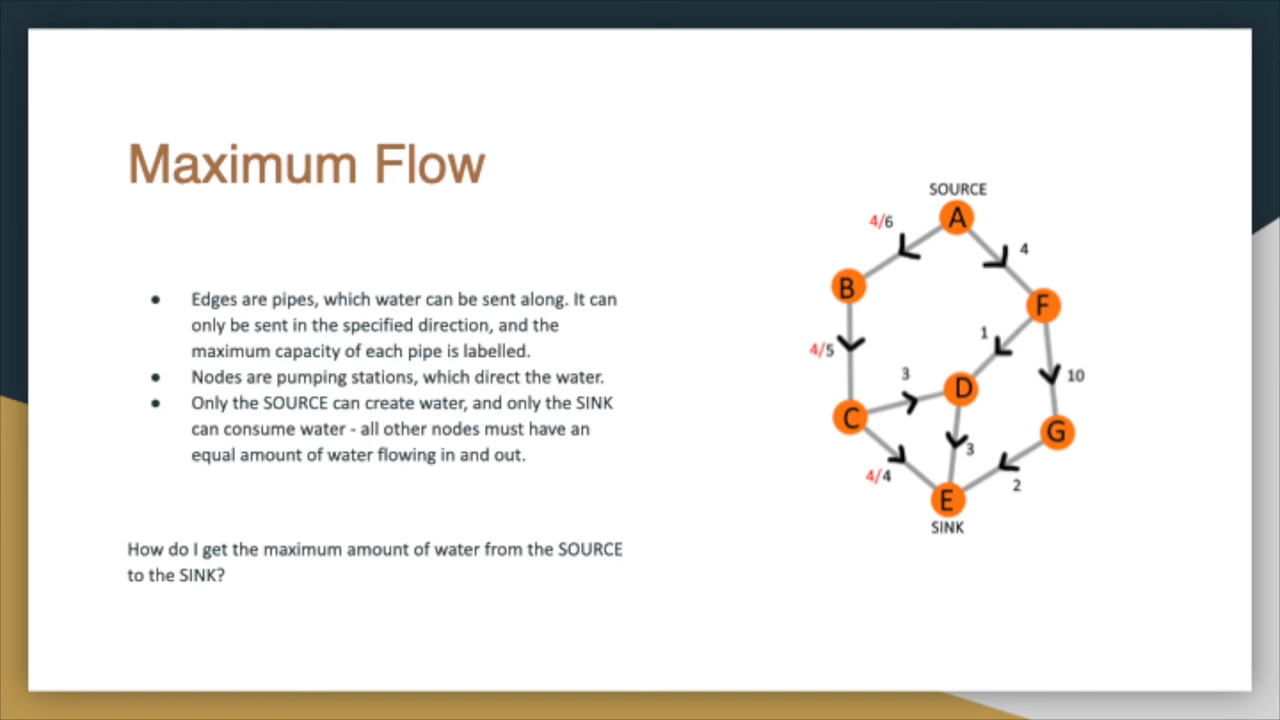 Maximum Flow
● Edges are pipes, which water can be sent along. It can
only be sent in the specified direction, and the
maximum capacity of each pipe is labelled.
● Nodes are pumping stations, which direct the water.
● Only the SOURCE can create water, and only the SINK
can consume water - all other nodes must have an
equal amount of water flowing in and out.
How do I get the maximum amount of water from the SOURCE
to the SINK?
SOURCE
A
4/6
4
B
F
1
4/5
3
D
10
C
G
3
4/4
2
E
SINK